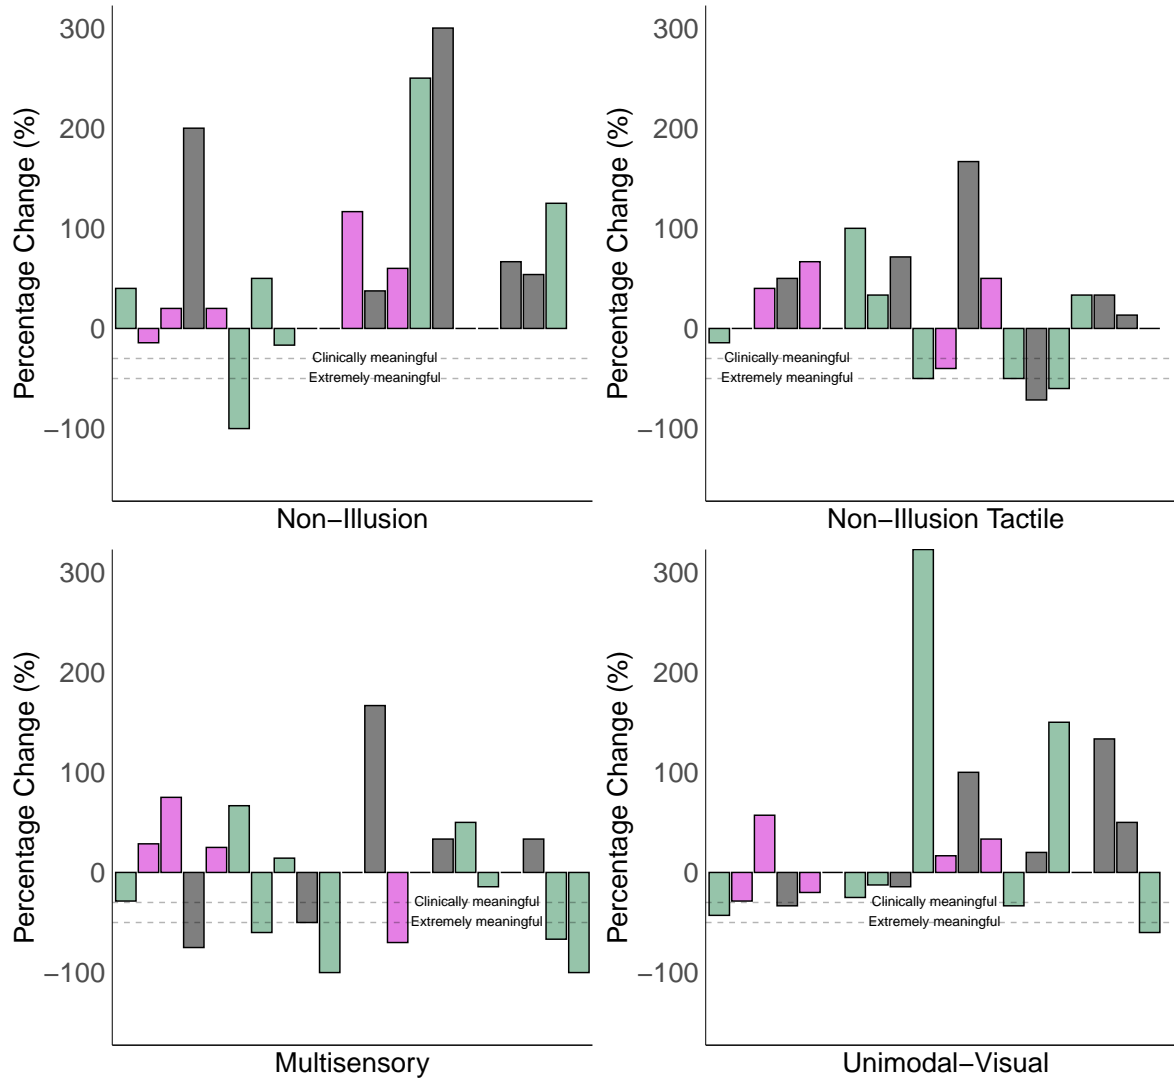 300
200
100
0
−100
Percentage Change (%)
Clinically meaningful
Extremely meaningful
Non−Illusion
300
200
100
0
−100
Percentage Change (%)
Clinically meaningful
Extremely meaningful
Non−Illusion Tactile
300
200
100
0
−100
Percentage Change (%)
Clinically meaningful
Extremely meaningful
Multisensory
300
200
100
0
−100
Percentage Change (%)
Clinically meaningful
Extremely meaningful
Unimodal−Visual